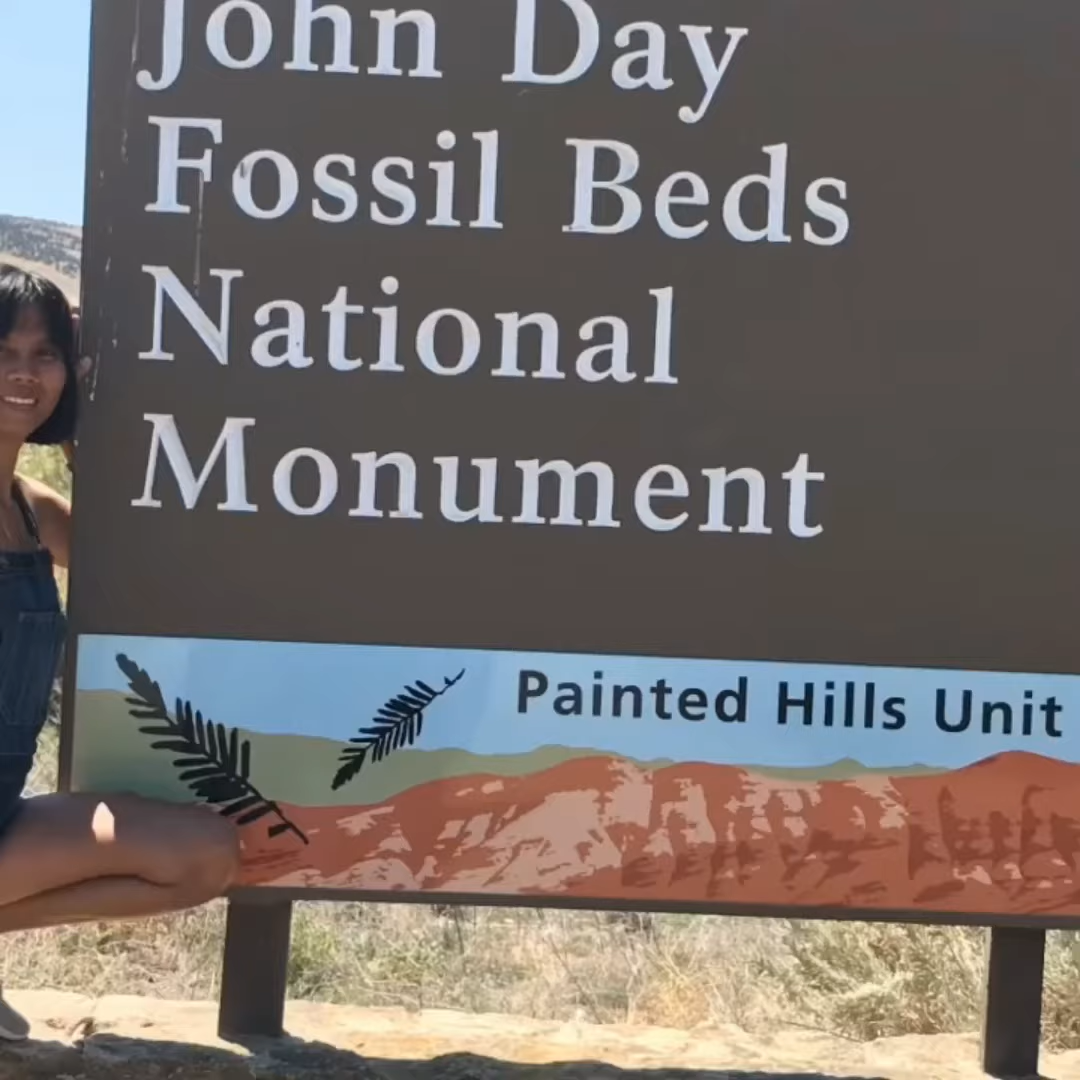 John Day
Fossil Beds
National
Monument
Painted Hills Unit